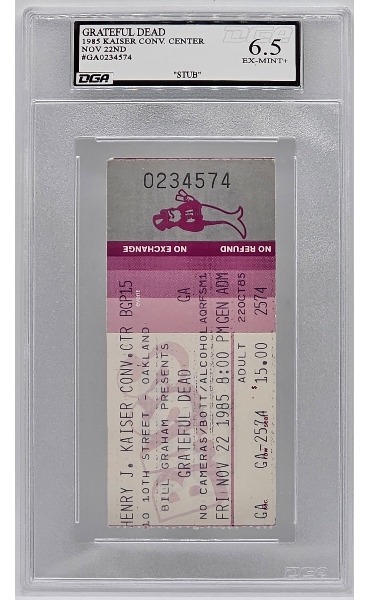 GRATEFUL DEAD
1985 KAISER CONV. CENTER
NOV 22ND
#GA0234574
DGA
"STUB"
DGA
6.5
EX-MINT+
0234574
NO EXCHANGE
NO REFUND
HENRY J. KAISER CONV.CTR BGP15
10 10TH STREET - OAKLAND
BILL GRAHAM PRESENTS
GRATEFUL DEAD GA
NO CAMERAS/BOTT/ALCOHOL AQRFSM1
FRI NOV 22 1985 8:00 PM GEN ADM
ADULT 22OCT85
GA GA-2574 $15.00 2574
DGA